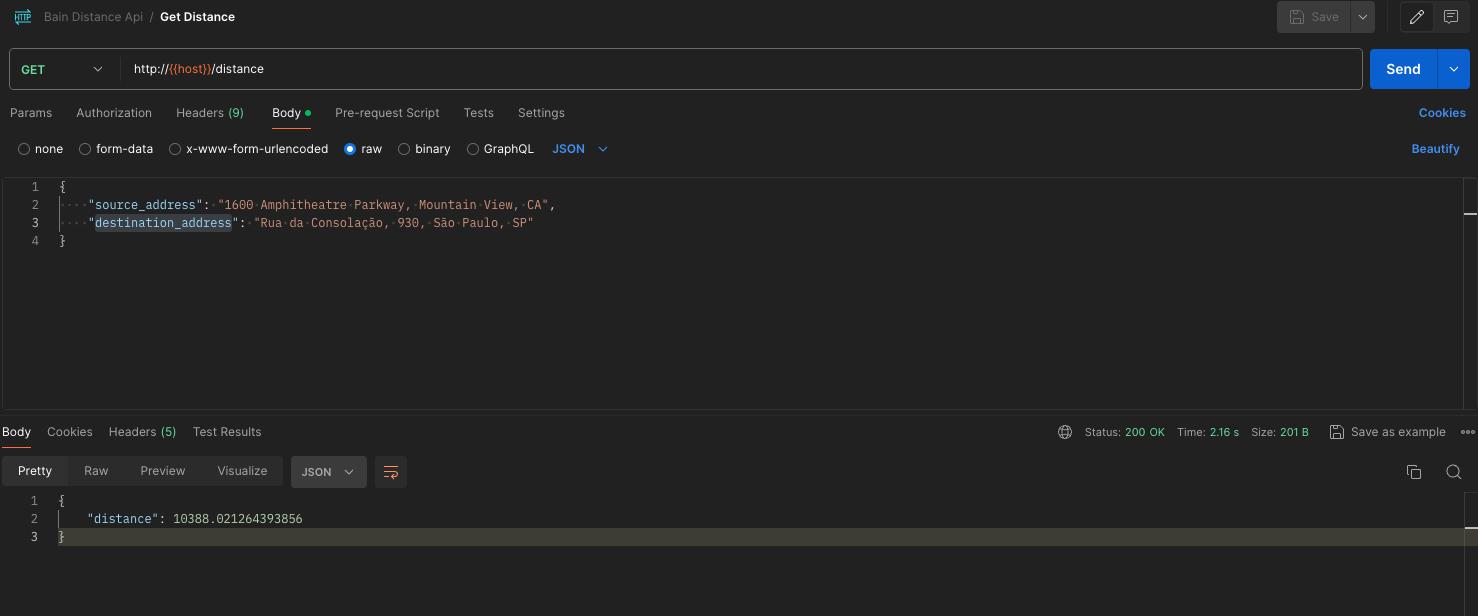 HTTP Bain Distance Api / Get Distance Save
GET http://{{host}}/distance Send
Params Authorization Headers (9) Body Pre-request Script Tests Settings Cookies
none form-data x-www-form-urlencoded raw binary GraphQL JSON Beautify
1 {
2 "source_address": "1600 Amphitheatre Parkway, Mountain View, CA",
3 "destination_address": "Rua da Consolação, 930, São Paulo, SP"
4 }
Body Cookies Headers (5) Test Results Status: 200 OK Time: 2.16 s Size: 201 B Save as example
Pretty Raw Preview Visualize JSON
1 {
2 "distance": 10388.021264393856
3 }